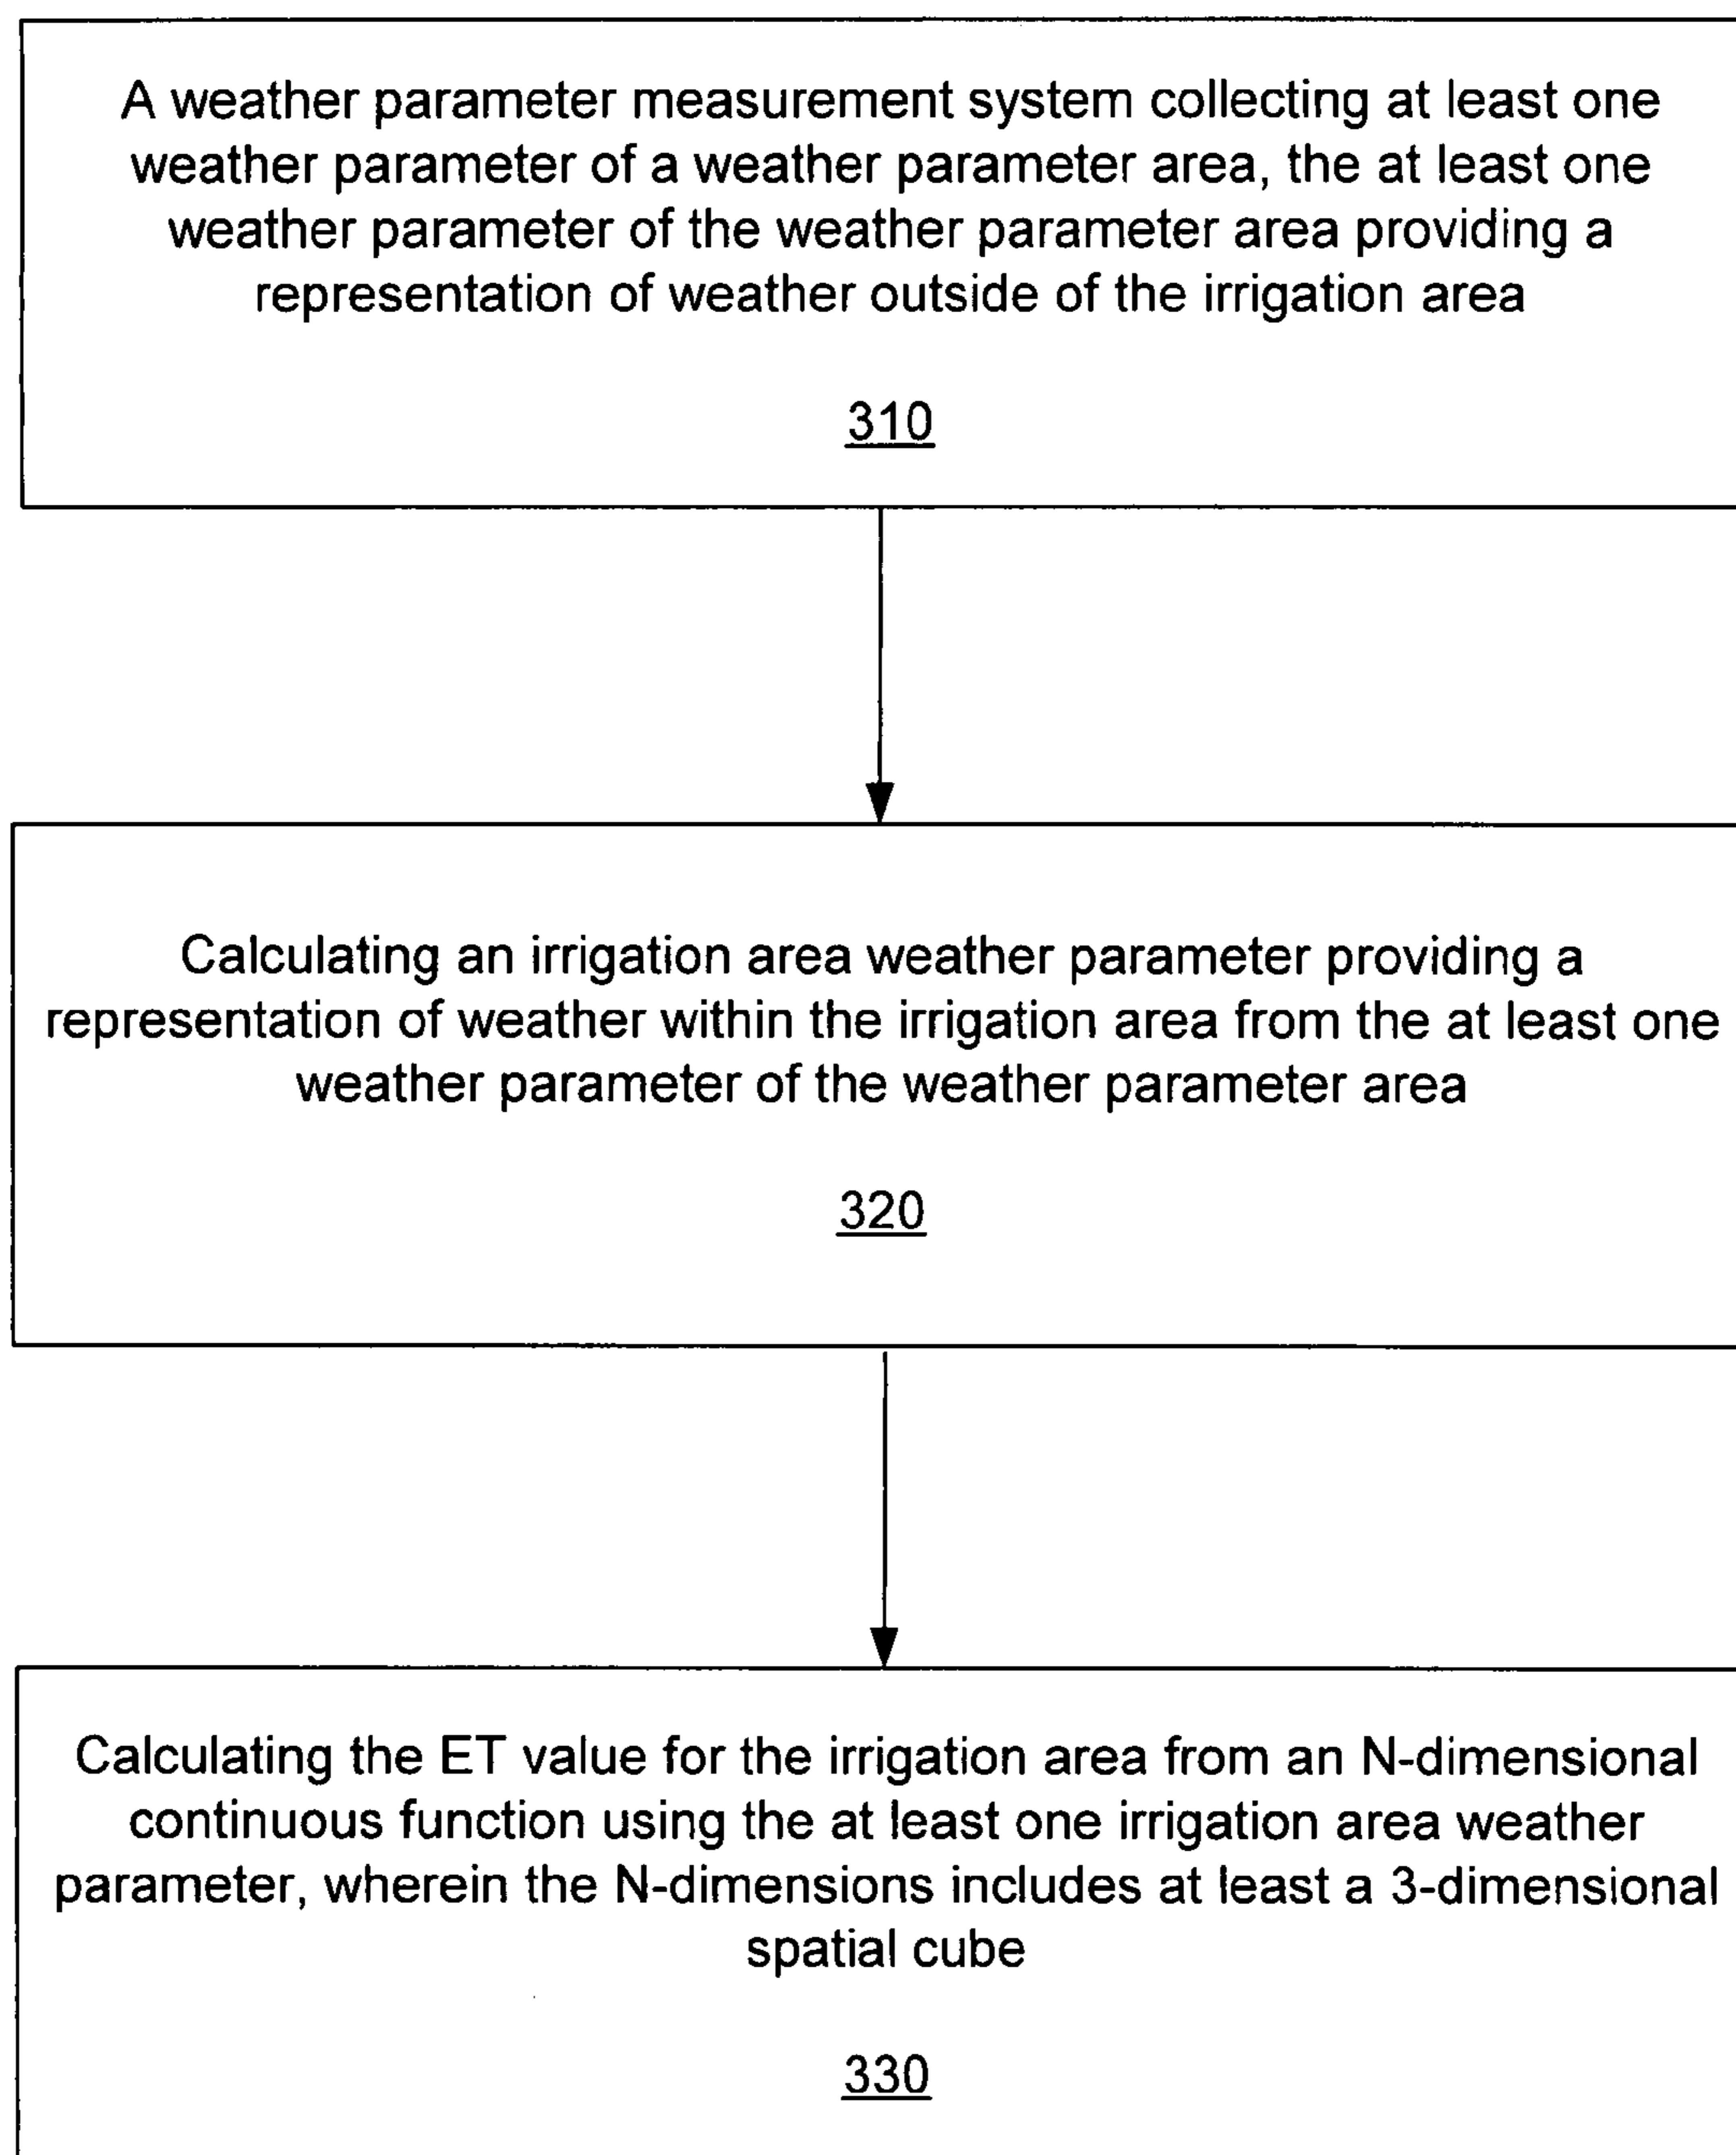 A weather parameter measurement system collecting at least one
weather parameter of a weather parameter area, the at least one
weather parameter of the weather parameter area providing a
representation of weather outside of the irrigation area
310
Calculating an irrigation area weather parameter providing a
representation of weather within the irrigation area from the at least one
weather parameter of the weather parameter area
320
Calculating the ET value for the irrigation area from an N-dimensional
continuous function using the at least one irrigation area weather
parameter, wherein the N-dimensions includes at least a 3-dimensional
spatial cube
330